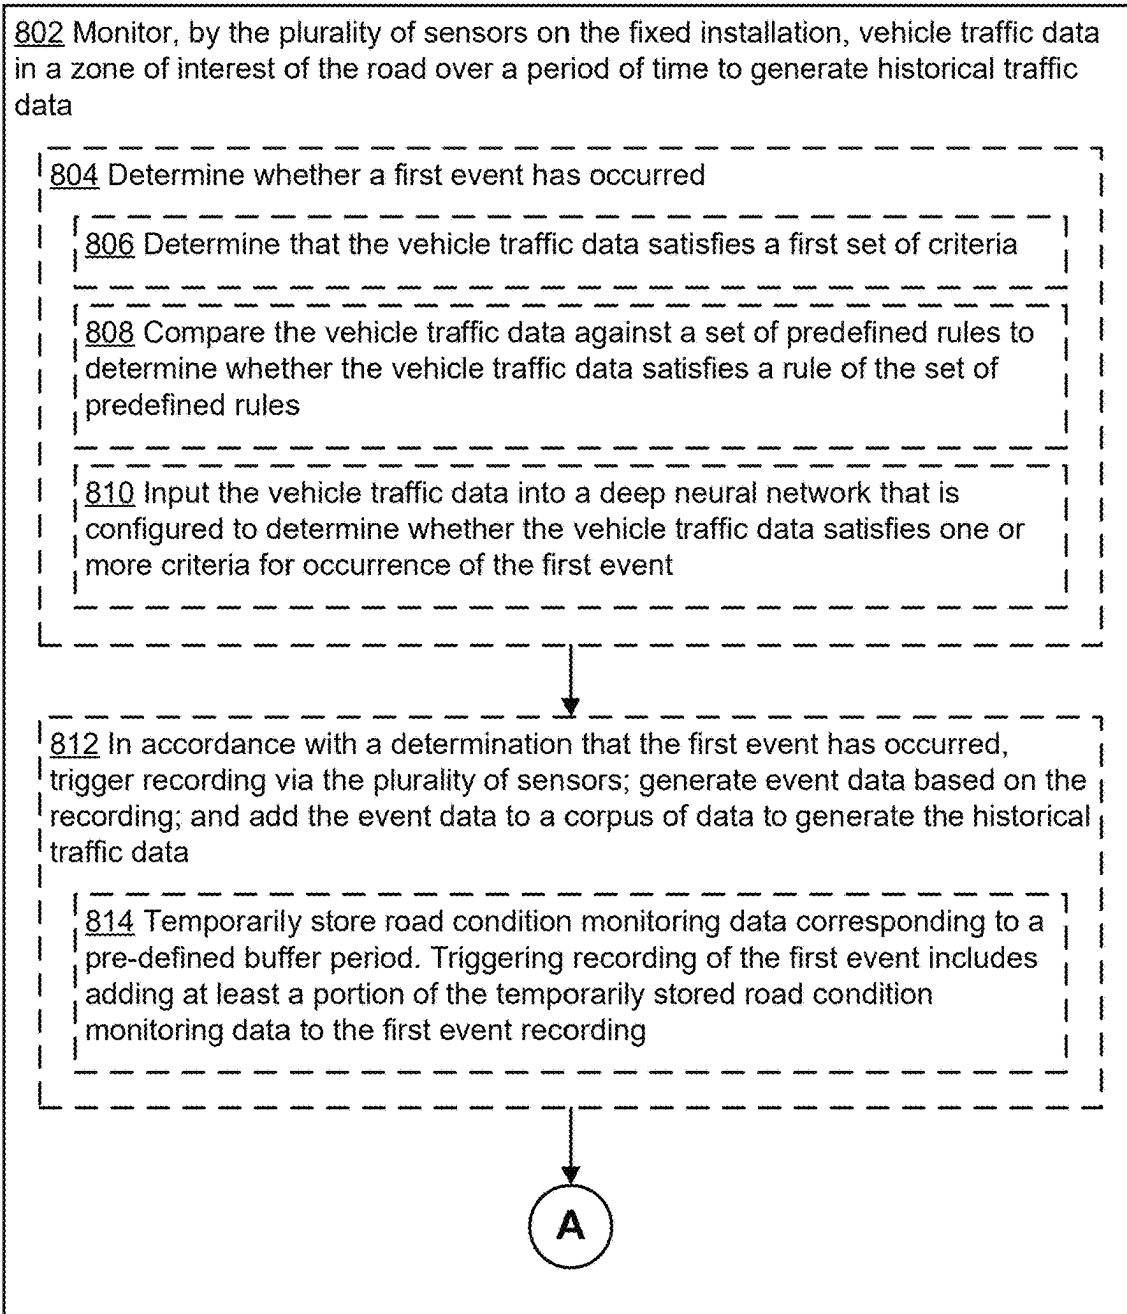 802 Monitor, by the plurality of sensors on the fixed installation, vehicle traffic data
in a zone of interest of the road over a period of time to generate historical traffic
data
804 Determine whether a first event has occurred
806 Determine that the vehicle traffic data satisfies a first set of criteria
808 Compare the vehicle traffic data against a set of predefined rules to
determine whether the vehicle traffic data satisfies a rule of the set of
predefined rules
810 Input the vehicle traffic data into a deep neural network that is
configured to determine whether the vehicle traffic data satisfies one or
more criteria for occurrence of the first event
812 In accordance with a determination that the first event has occurred,
trigger recording via the plurality of sensors; generate event data based on the
recording; and add the event data to a corpus of data to generate the historical
traffic data
814 Temporarily store road condition monitoring data corresponding to a
pre-defined buffer period. Triggering recording of the first event includes
adding at least a portion of the temporarily stored road condition
monitoring data to the first event recording
A